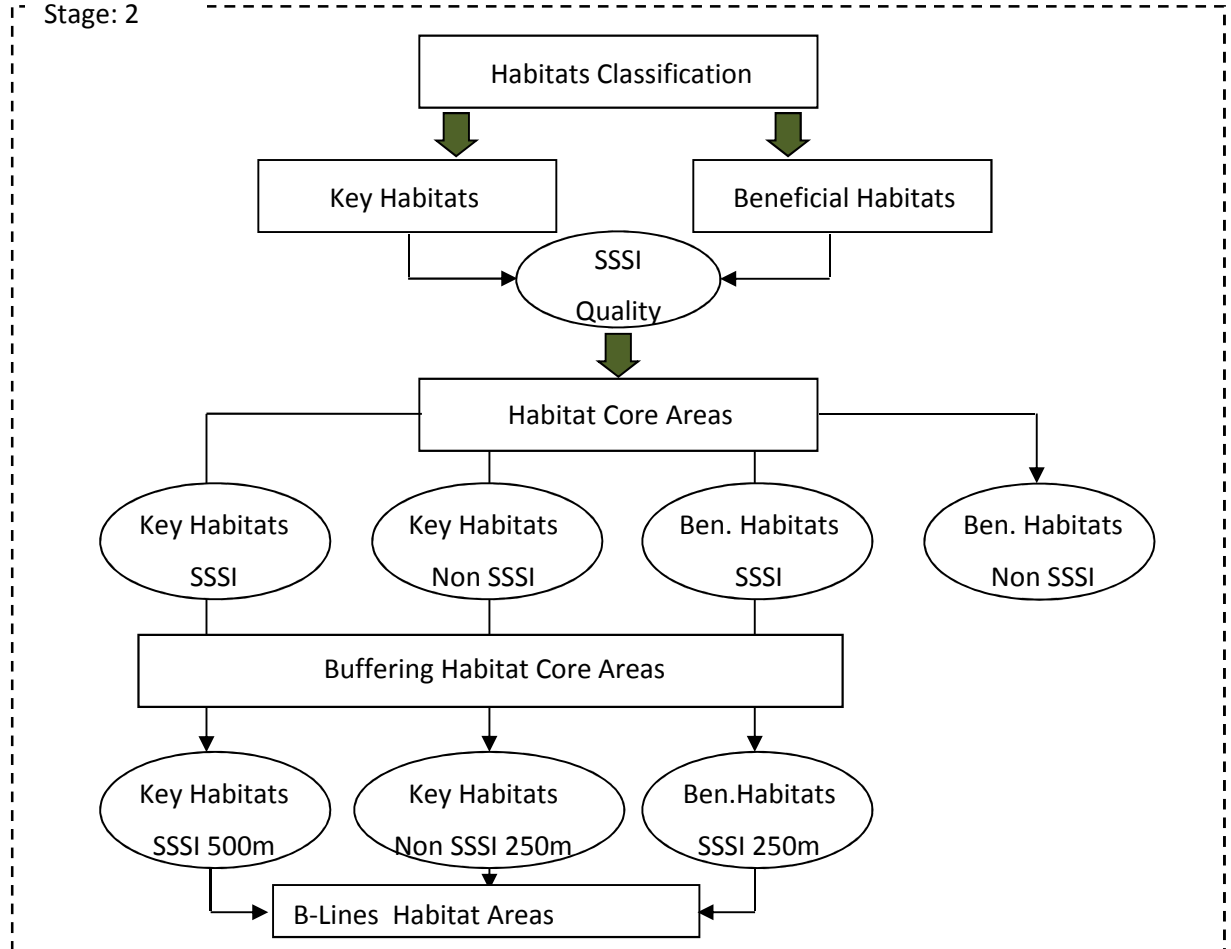 Stage: 2
Habitats Classification
Key Habitats
Beneficial Habitats
SSSI
Quality
Habitat Core Areas
Key Habitats
SSSI
Key Habitats
Non SSSI
Ben. Habitats
SSSI
Ben. Habitats
Non SSSI
Buffering Habitat Core Areas
Key Habitats
SSSI 500m
Key Habitats
Non SSSI 250m
Ben.Habitats
SSSI 250m
B-Lines Habitat Areas